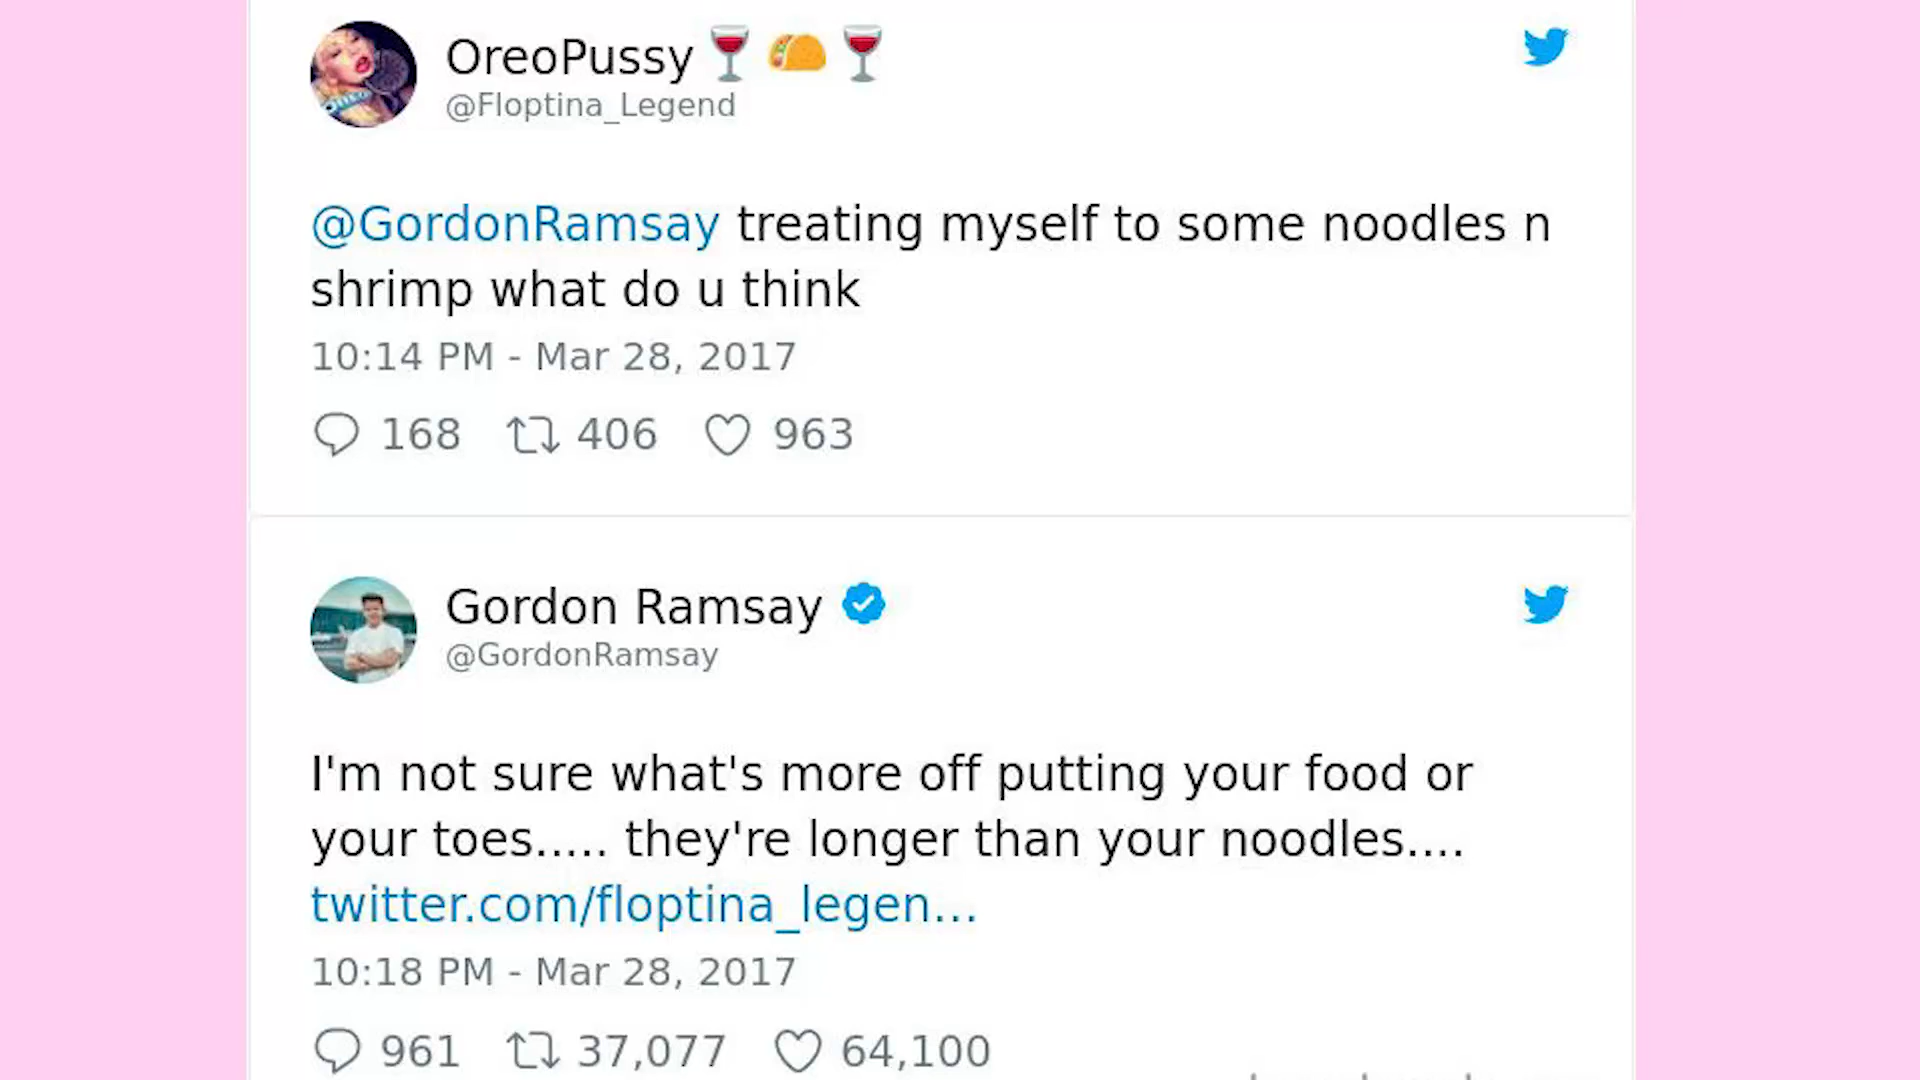 OreoPussy 🍷 🌮 🍷
@Floptina_Legend
@GordonRamsay treating myself to some noodles n
shrimp what do u think
10:14 PM - Mar 28, 2017
168 406 963
Gordon Ramsay
@GordonRamsay
I'm not sure what's more off putting your food or
your toes..... they're longer than your noodles....
twitter.com/floptina_legen...
10:18 PM - Mar 28, 2017
961 37,077 64,100